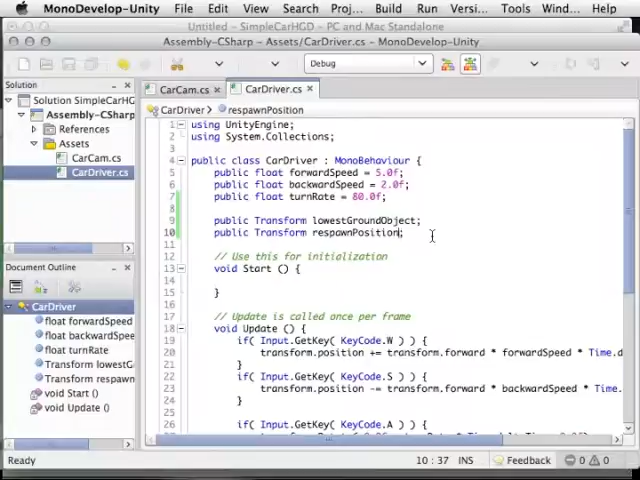 MonoDevelop-Unity File Edit View Search Project Build Run Versi... Tools Wind... Help
Untitled - SimpleCarHGD - PC and Mac Standalone
Assembly-CSharp - Assets/CarDriver.cs - MonoDevelop-Unity
Debug
Solution
Solution SimpleCarHG
Assembly-CSharp
References
Assets
CarCam.cs
CarDriver.cs
CarCam.cs
CarDriver.cs
CarDriver
respawnPosition
1 using UnityEngine;
2 using System.Collections;
3
4 public class CarDriver : MonoBehaviour {
5 public float forwardSpeed = 5.0f;
6 public float backwardSpeed = 2.0f;
7 public float turnRate = 80.0f;
8
9 public Transform lowestGroundObject;
10 public Transform respawnPosition;
11
12 // Use this for initialization
13 void Start () {
14
15 }
16
17 // Update is called once per frame
18 void Update () {
19 if( Input.GetKey( KeyCode.W ) ) {
20 transform.position += transform.forward * forwardSpeed * Time.d
21 }
22 if( Input.GetKey( KeyCode.S ) ) {
23 transform.position -= transform.forward * backwardSpeed * Time.
24 }
25
26 if( Input.GetKey( KeyCode.A ) ) {
Document Outline
CarDriver
float forwardSpeed
float backwardSpee
float turnRate
Transform lowestG
Transform respawn
void Start ()
void Update ()
Ready
10 : 37 INS
Feedback